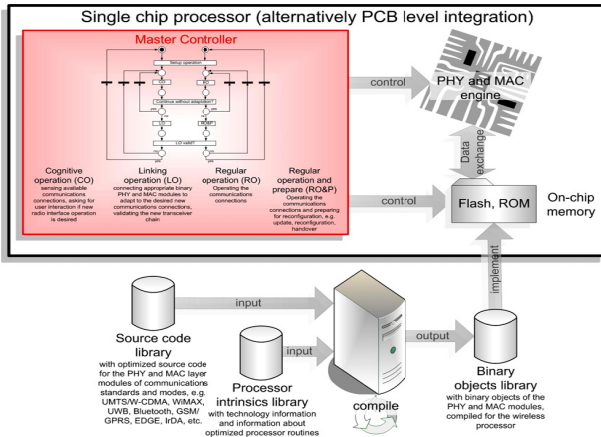 Single chip processor (alternatively PCB level integration)
Master Controller
Setup operation
CO
RO
Continue without adaptation?
yes
no
no
yes
LO
RO&P
LO valid?
yes
yes
Cognitive
operation (CO)
sensing available
communications
connections, asking for
user interaction if new
radio interface operation
is desired
Linking
operation (LO)
connecting appropriate binary
PHY and MAC modules to
adapt to the desired new
communications connections,
validating the new transceiver
chain
Regular
operation (RO)
Operating the
communications
connections
Regular
operation and
prepare (RO&P)
Operating the
communications
connections and preparing
for reconfiguration, e.g.
update, reconfiguration,
handover
control
PHY and MAC
engine
Data
exchange
control
Flash, ROM
On-chip
memory
implement
input
Source code
library
with optimized source code
for the PHY and MAC layer
modules of communications
standards and modes, e.g.
UMTS/W-CDMA, WiMAX,
UWB, Bluetooth, GSM/
GPRS, EDGE, IrDA, etc.
input
Processor
intrinsics library
with technology information
and information about
optimized processor routines
compile
output
Binary
objects library
with binary objects of the
PHY and MAC modules,
compiled for the wireless
processor